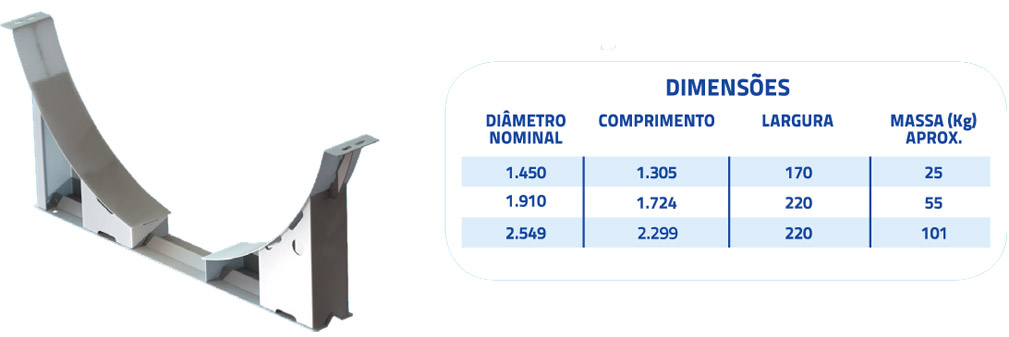 DIMENSÕES
DIÂMETRO NOMINAL COMPRIMENTO LARGURA MASSA (Kg) APROX.
1.450 1.305 170 25
1.910 1.724 220 55
2.549 2.299 220 101